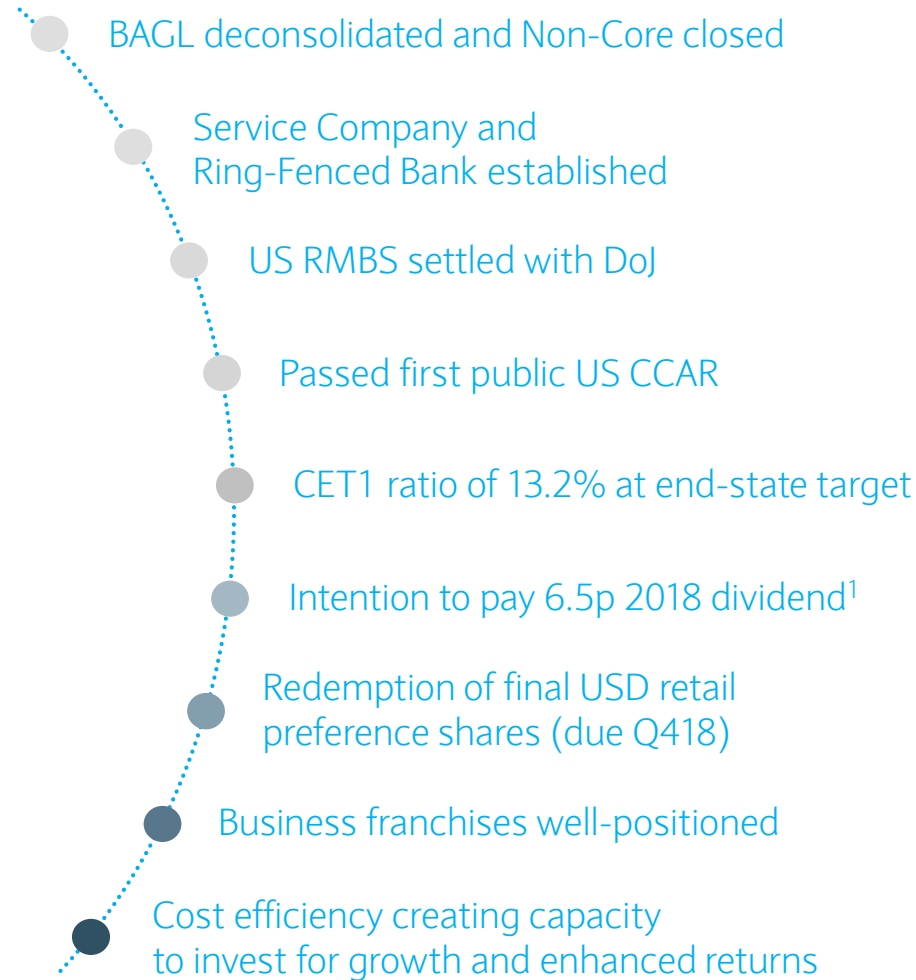 BAGL deconsolidated and Non-Core closed
Service Company and
Ring-Fenced Bank established
US RMBS settled with DoJ
Passed first public US CCAR
CET1 ratio of 13.2% at end-state target
Intention to pay 6.5p 2018 dividend¹
Redemption of final USD retail
preference shares (due Q418)
Business franchises well-positioned
Cost efficiency creating capacity
to invest for growth and enhanced returns